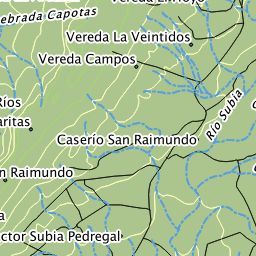 ebrada Capotas
Vereda La Veintidos
Vereda Campos
Ríos
aritas
Río Subia
Caserío San Raimundo
n Raimundo
a
ctor Subia Pedregal